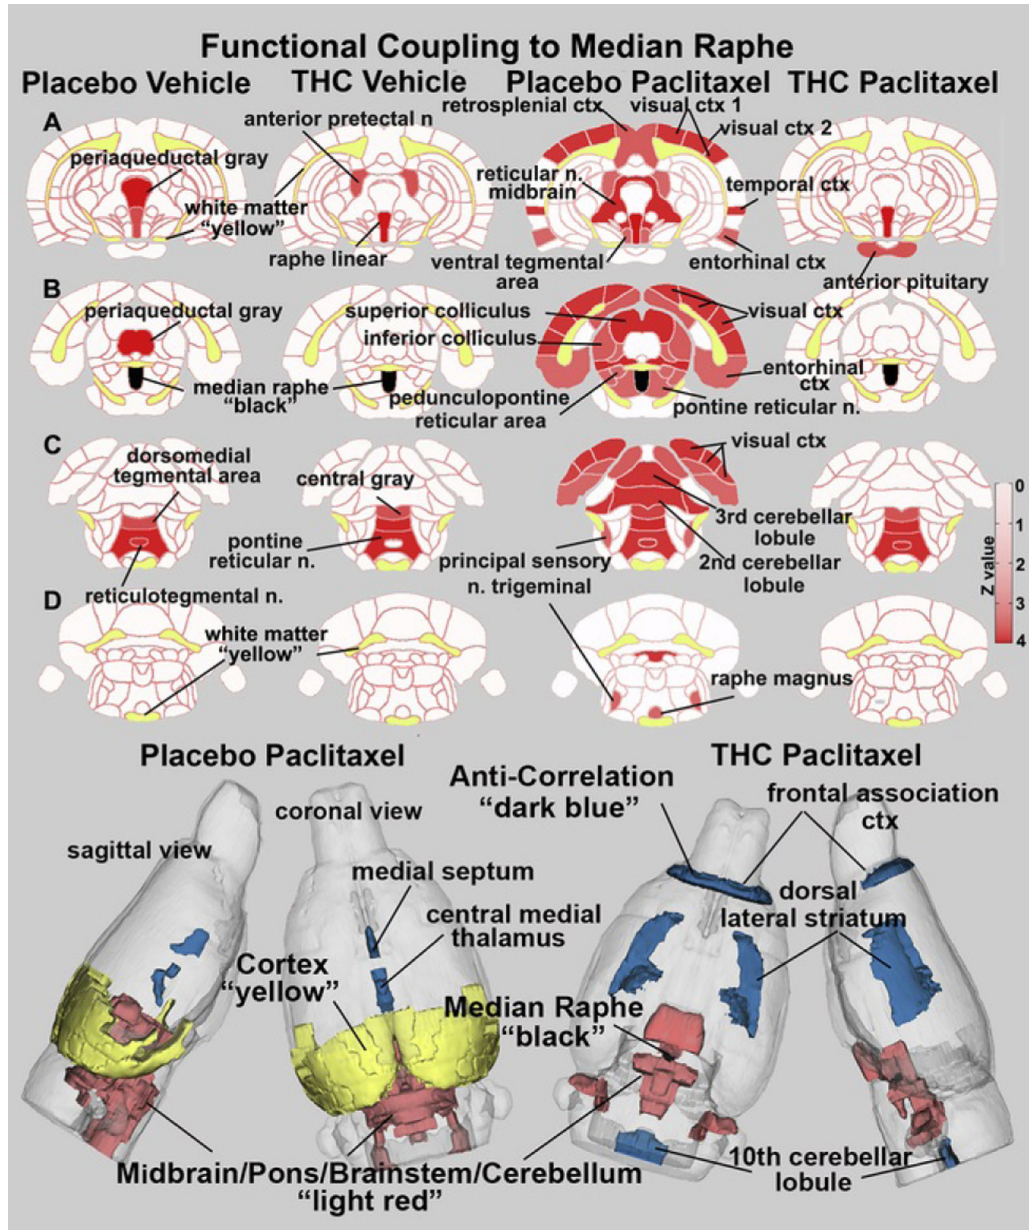 Functional Coupling to Median Raphe
Placebo Vehicle
THC Vehicle
Placebo Paclitaxel
THC Paclitaxel
A
retrosplenial ctx
visual ctx 1
anterior pretectal n
visual ctx 2
periaqueductal gray
reticular n.
midbrain
temporal ctx
white matter
"yellow"
raphe linear
ventral tegmental
area
entorhinal ctx
anterior pituitary
B
periaqueductal gray
superior colliculus
visual ctx
inferior colliculus
entorhinal
ctx
median raphe
"black"
pedunculopontine
reticular area
pontine reticular n.
C
visual ctx
dorsomedial
tegmental area
central gray
3rd cerebellar
lobule
pontine
reticular n.
principal sensory
n. trigeminal
2nd cerebellar
lobule
0
1
2
3
4
Z value
reticulotegmental n.
D
white matter
"yellow"
raphe magnus
Placebo Paclitaxel
THC Paclitaxel
Anti-Correlation
"dark blue"
frontal association
ctx
coronal view
sagittal view
medial septum
dorsal
lateral striatum
central medial
thalamus
Cortex
"yellow"
Median Raphe
"black"
10th cerebellar
lobule
Midbrain/Pons/Brainstem/Cerebellum
"light red"